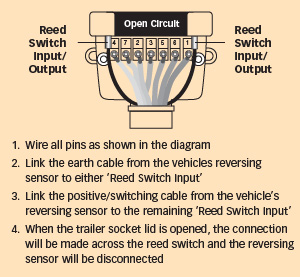 Open Circuit
Reed
Switch
Input/
Output
Reed
Switch
Input/
Output
4 7 2 3 5 6 1
1. Wire all pins as shown in the diagram
2. Link the earth cable from the vehicles reversing
sensor to either ‘Reed Switch Input’
3. Link the positive/switching cable from the vehicle’s
reversing sensor to the remaining ‘Reed Switch Input’
4. When the trailer socket lid is opened, the connection
will be made across the reed switch and the reversing
sensor will be disconnected